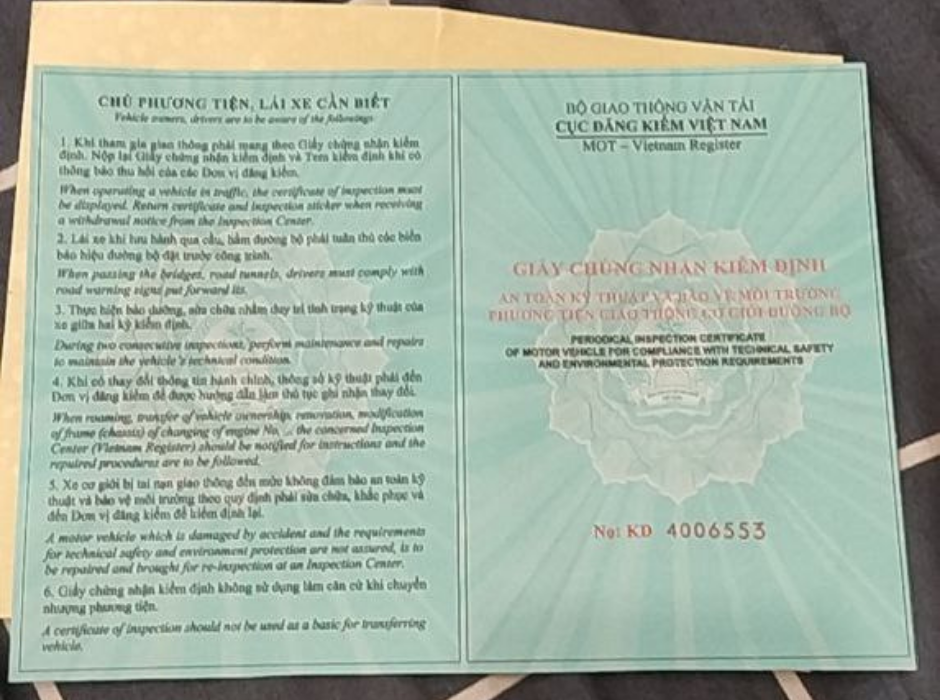 CHỦ PHƯƠNG TIỆN, LÁI XE CẦN BIẾT
Vehicle owners, drivers are to be aware of the followings
1. Khi tham gia giao thông phải mang theo Giấy chứng nhận kiểm
định. Nộp lại Giấy chứng nhận kiểm định và Tem kiểm định khi có
thông báo thu hồi của các Đơn vị đăng kiểm.
When operating a vehicle in traffic, the certificate of inspection must
be displayed. Return certificate and inspection sticker when receiving
a withdrawal notice from the Inspection Center.
2. Lái xe khi lưu hành qua cầu, hầm đường bộ phải tuân thủ các biển
báo hiệu đường bộ đặt trước công trình.
When passing the bridges, road tunnels, drivers must comply with
road warning signs put forward its.
3. Thực hiện bảo dưỡng, sửa chữa nhằm duy trì tình trạng kỹ thuật của
xe giữa hai kỳ kiểm định.
During two consecutive inspections, perform maintenance and repairs
to maintain the vehicle's technical condition.
4. Khi có thay đổi thông tin hành chính, thông số kỹ thuật phải đến
Đơn vị đăng kiểm để được hướng dẫn làm thủ tục ghi nhận thay đổi.
When roaming, transfer of vehicle ownership, renovation, modification
of frame (chassis) of changing of engine No, ... the concerned Inspection
Center (Vietnam Register) should be notified for instructions and the
repuired procedures are to be followed.
5. Xe cơ giới bị tai nạn giao thông đến mức không đảm bảo an toàn kỹ
thuật và bảo vệ môi trường theo quy định phải sửa chữa, khắc phục và
đến Đơn vị đăng kiểm để kiểm định lại.
A motor vehicle which is damaged by accident and the requirements
for technical safety and environment protection are not assured, is to
be repaired and brought for re-inspection at an Inspection Center.
6. Giấy chứng nhận kiểm định không sử dụng làm căn cứ khi chuyển
nhượng phương tiện.
A certificate of inspection should not be used as a basic for transferring
vehicle.
BỘ GIAO THÔNG VẬN TẢI
CỤC ĐĂNG KIỂM VIỆT NAM
MOT – Vietnam Register
GIẤY CHỨNG NHẬN KIỂM ĐỊNH
AN TOÀN KỸ THUẬT VÀ BẢO VỆ MÔI TRƯỜNG
PHƯƠNG TIỆN GIAO THÔNG CƠ GIỚI ĐƯỜNG BỘ
PERIODICAL INSPECTION CERTIFICATE
OF MOTOR VEHICLE FOR COMPLIANCE WITH TECHNICAL SAFETY
AND ENVIRONMENTAL PROTECTION REQUIREMENTS
No: KD 4006553